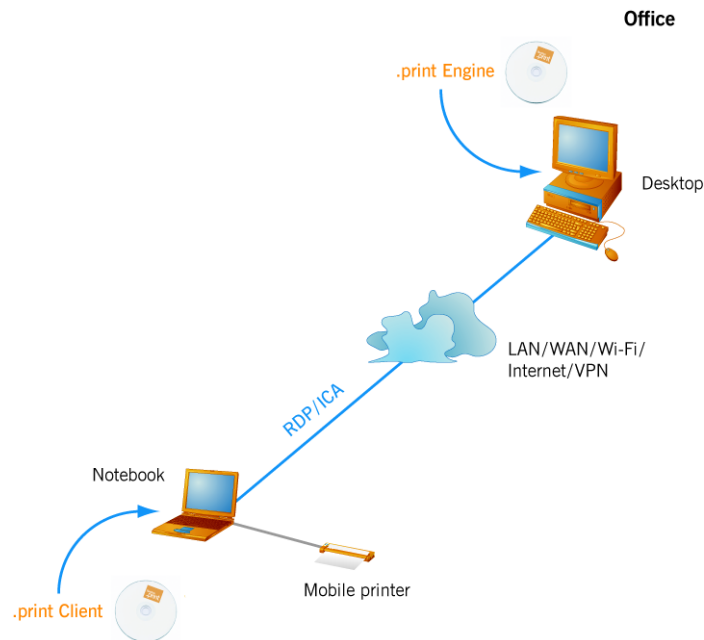 Office
.print Engine
Desktop
LAN/WAN/Wi-Fi/
Internet/VPN
RDP/ICA
Notebook
Mobile printer
.print Client